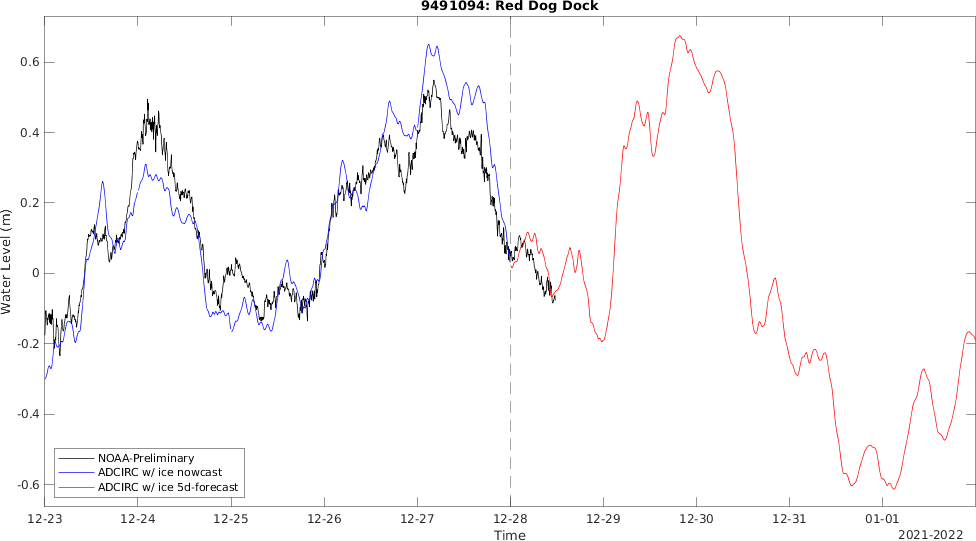 9491094: Red Dog Dock
Water Level (m)
0.6
0.4
0.2
0
-0.2
-0.4
-0.6
NOAA-Preliminary
ADCIRC w/ ice nowcast
ADCIRC w/ ice 5d-forecast
12-23 12-24 12-25 12-26 12-27 12-28 12-29 12-30 12-31 01-01
Time
2021-2022